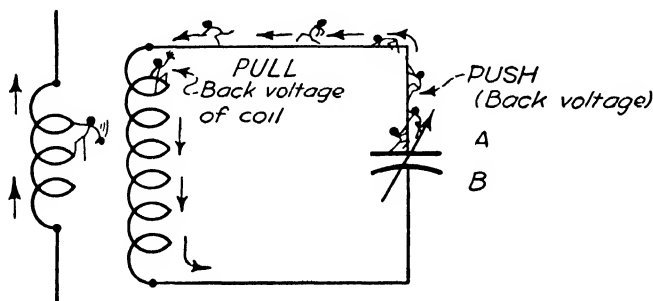 PULL
Back voltage
of coil
PUSH
(Back voltage)
A
B